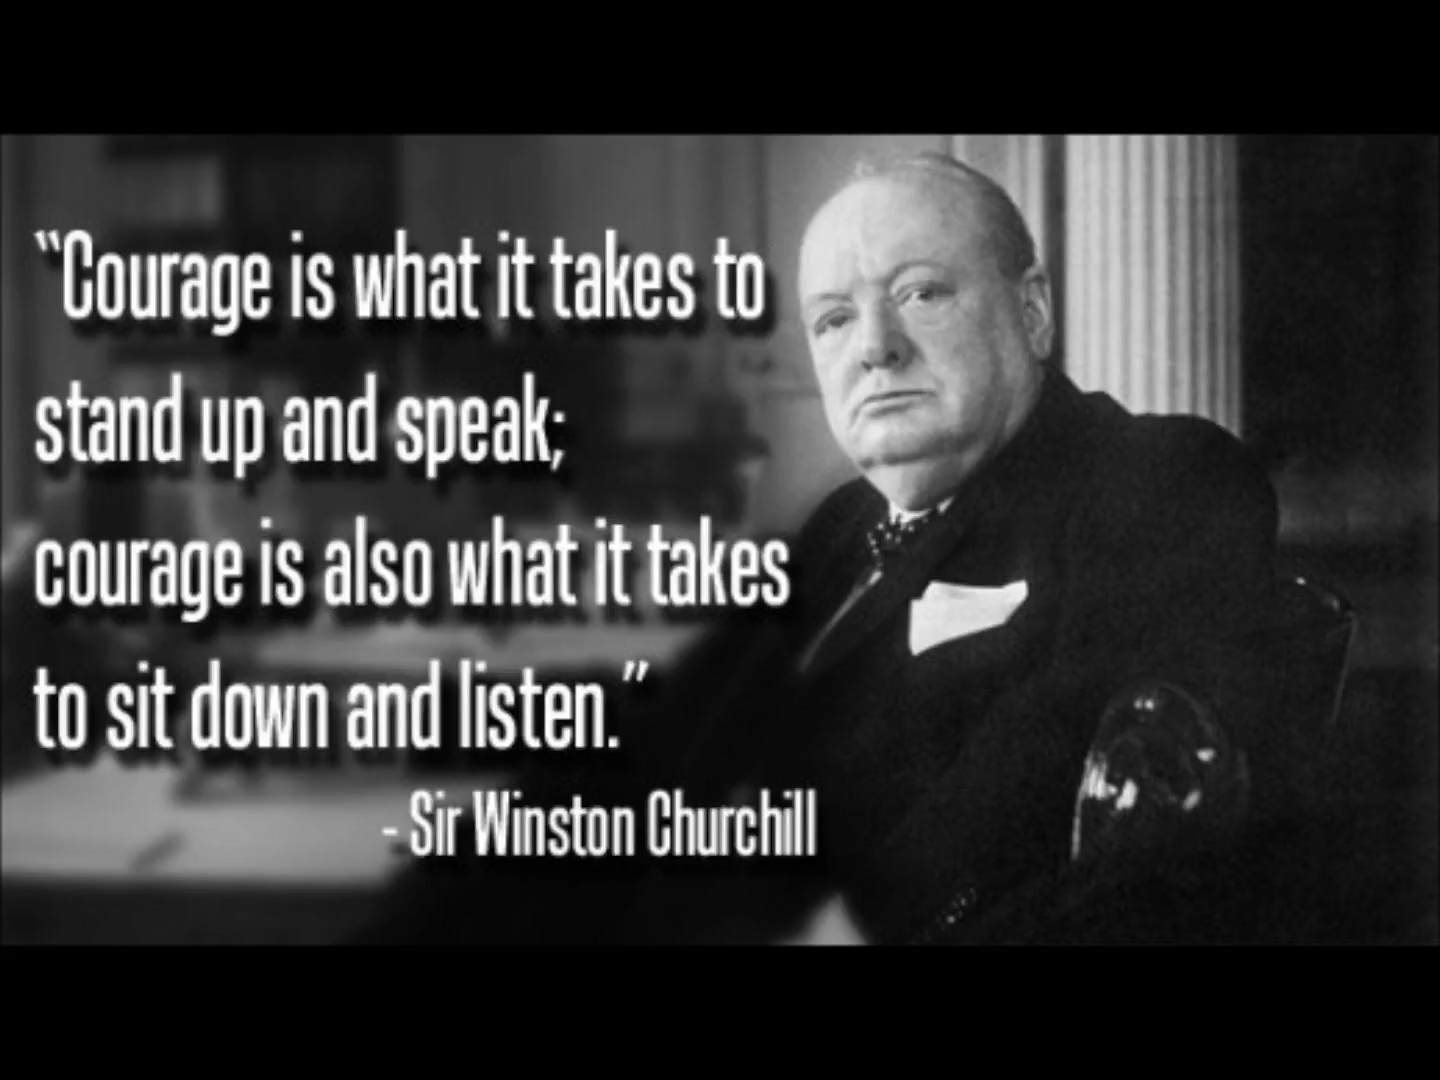 “Courage is what it takes to
stand up and speak;
courage is also what it takes
to sit down and listen.”
- Sir Winston Churchill